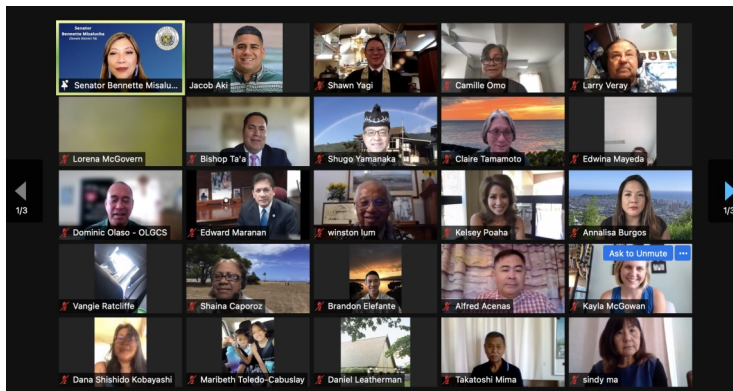 Senator
Bennette Misalucha
(Senate District 16)
Senator Bennette Misalu...
Jacob Aki
Shawn Yagi
Camille Omo
Larry Veray
Lorena McGovern
Bishop Ta'a
Shugo Yamanaka
Claire Tamamoto
Edwina Mayeda
1/3
1/3
Dominic Olaso - OLGCS
Edward Maranan
winston lum
Kelsey Poaha
Annalisa Burgos
Ask to Unmute
...
Vangie Ratcliffe
Shaina Caporoz
Brandon Elefante
Alfred Acenas
Kayla McGowan
Dana Shishido Kobayashi
Maribeth Toledo-Cabuslay
Daniel Leatherman
Takatoshi Mima
sindy ma